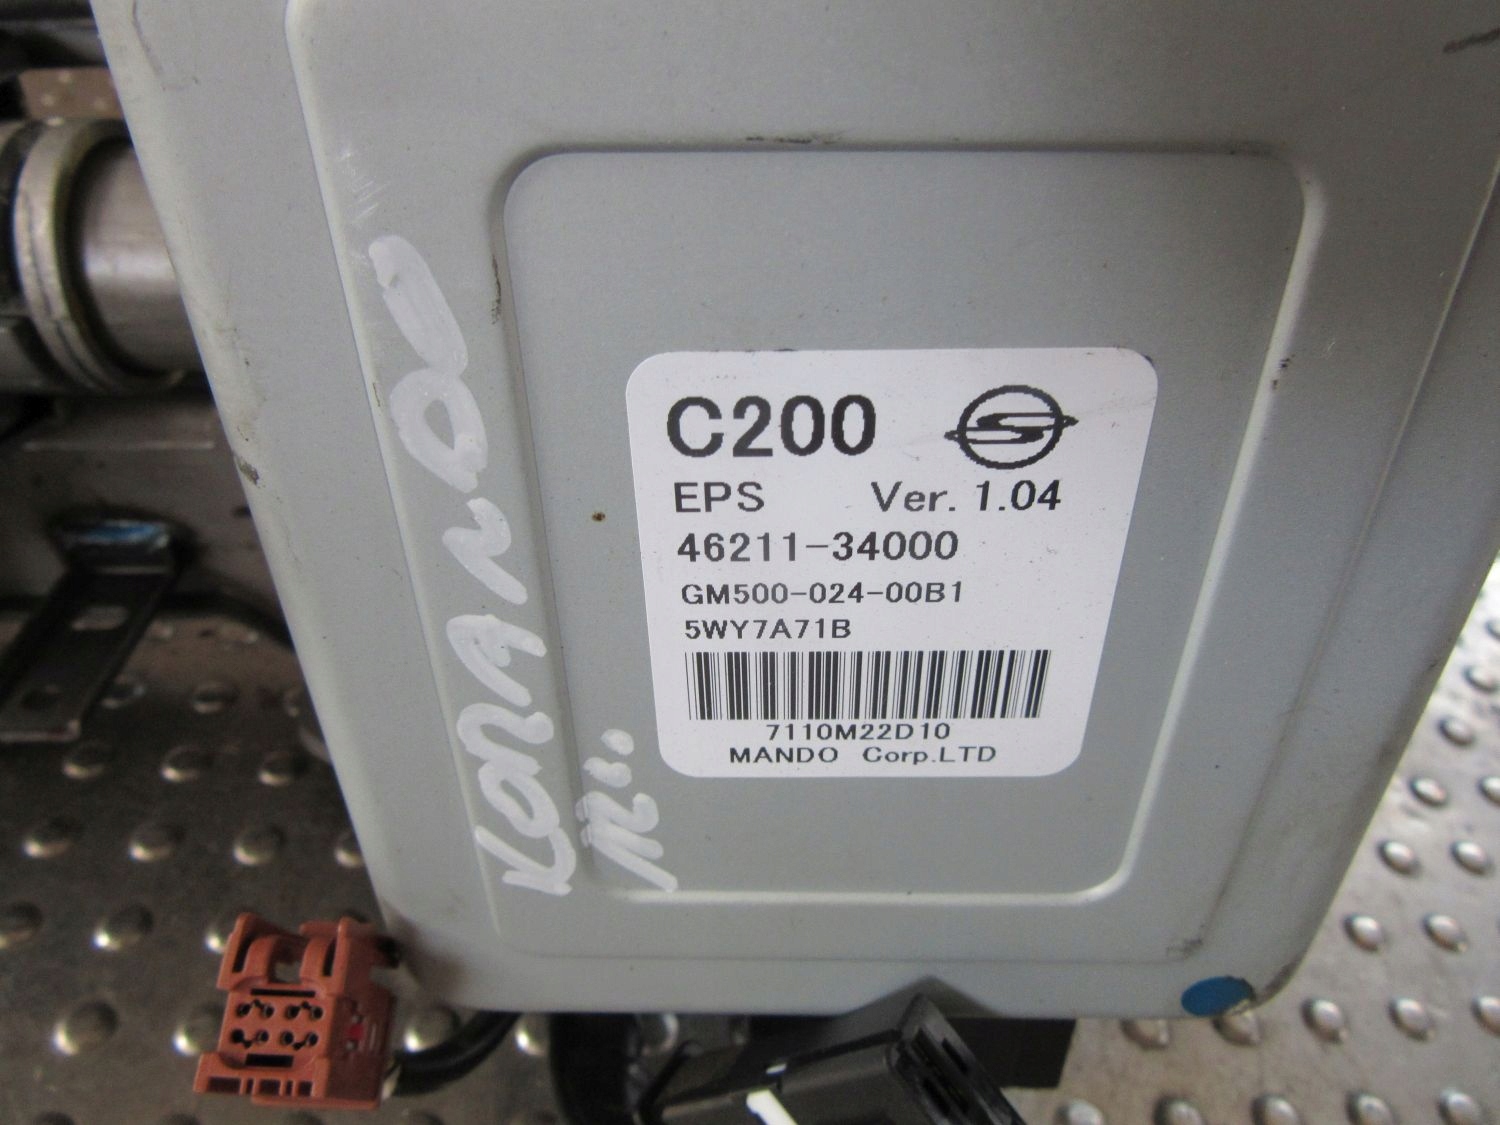 C200
EPS Ver. 1.04
46211-34000
GM500-024-00B1
5WY7A71B
7110M22D10
MANDO Corp.LTD
KORANDO